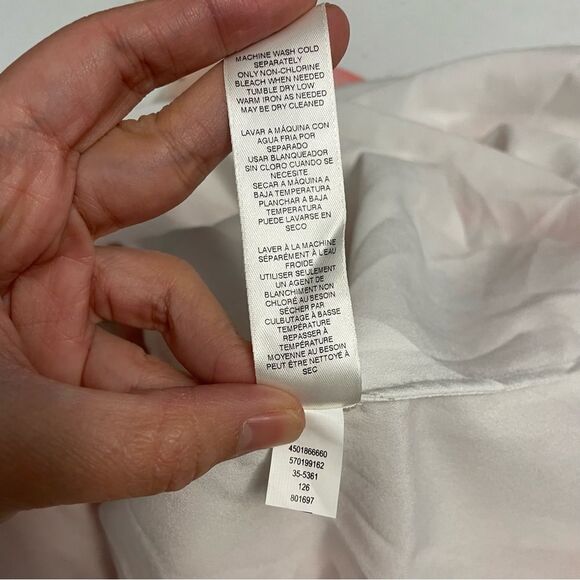 MACHINE WASH COLD
SEPARATELY
ONLY NON-CHLORINE
BLEACH WHEN NEEDED
TUMBLE DRY LOW
WARM IRON AS NEEDED
MAY BE DRY CLEANED
LAVAR A MÁQUINA CON
AGUA FRIA POR
SEPARADO
USAR BLANQUEADOR
SIN CLORO CUANDO SE
NECESITE
SECAR A MÁQUINA A
BAJA TEMPERATURA
PLANCHAR A BAJA
TEMPERATURA
PUEDE LAVARSE EN
SECO
LAVER À LA MACHINE
SÉPARÉMENT À L'EAU
FROIDE
UTILISER SEULEMENT
UN AGENT DE
BLANCHIMENT NON
CHLORÉ AU BESOIN
SÉCHER PAR
CULBUTAGE À BASSE
TEMPÉRATURE
REPASSER À
TEMPÉRATURE
MOYENNE AU BESOIN
PEUT ÊTRE NETTOYÉ À
SEC
4501866660
570199162
35-5361
126
801697